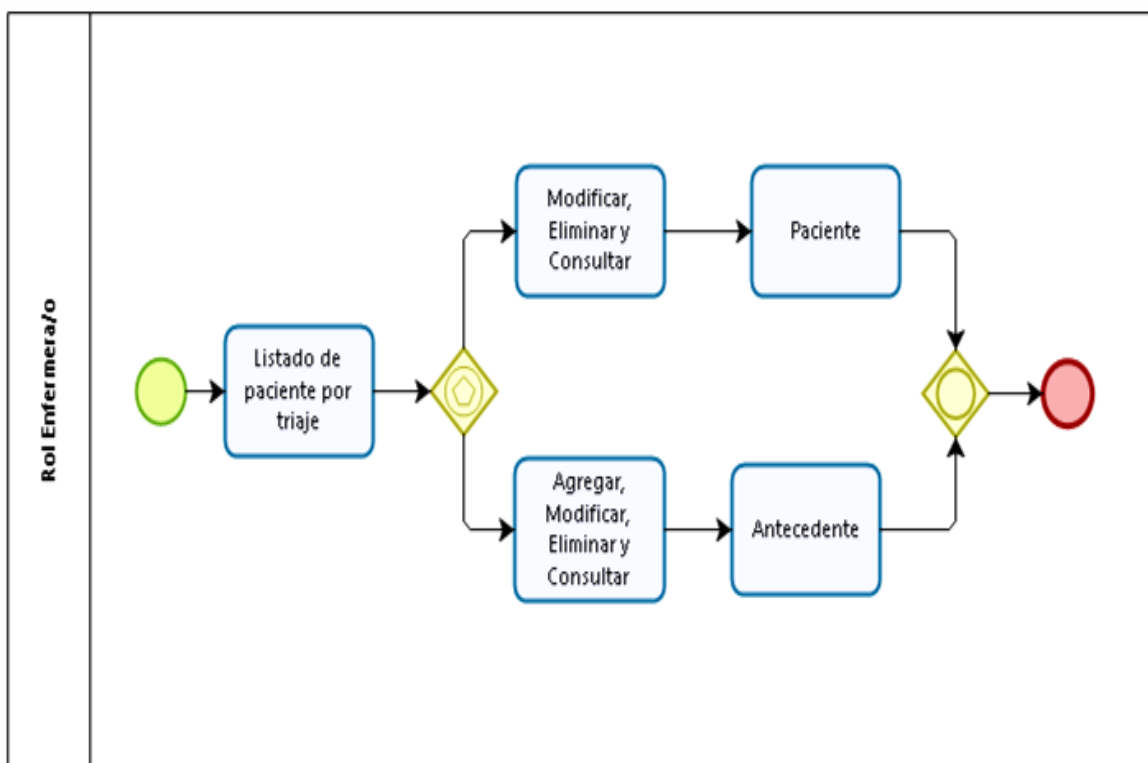 Rol Enfermera/o
Listado de
paciente por
triaje
Modificar,
Eliminar y
Consultar
Paciente
Agregar,
Modificar,
Eliminar y
Consultar
Antecedente